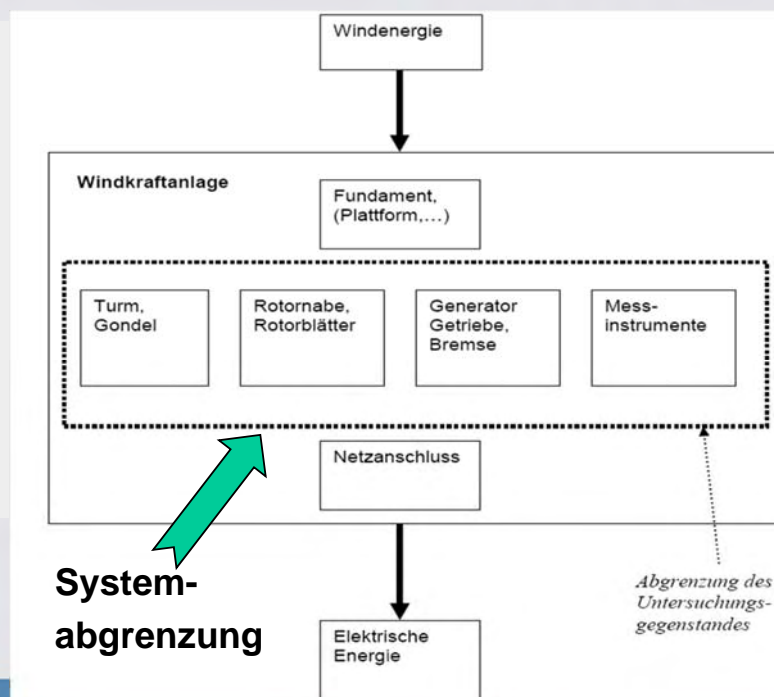 Windenergie
Windkraftanlage
Fundament,
(Plattform,...)
Turm,
Gondel
Rotornabe,
Rotorblätter
Generator
Getriebe,
Bremse
Mess-
instrumente
Netzanschluss
System-
abgrenzung
Abgrenzung des
Untersuchungs-
gegenstandes
Elektrische
Energie